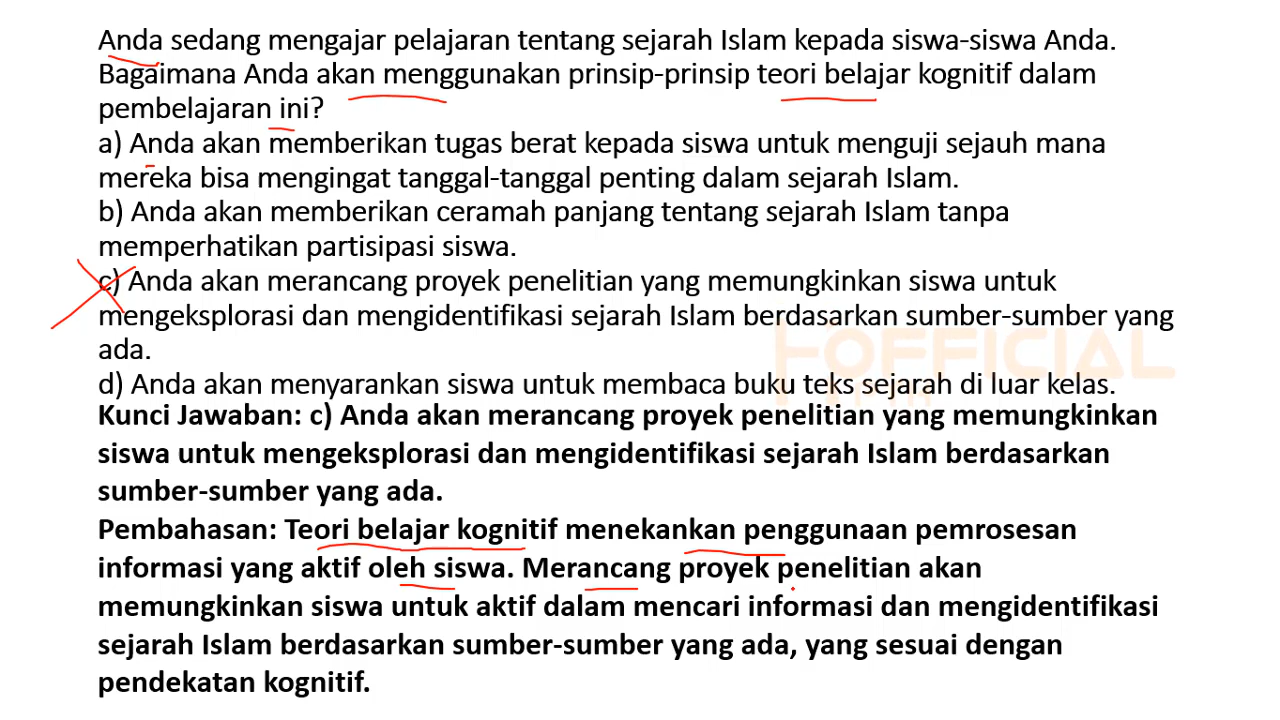 Anda sedang mengajar pelajaran tentang sejarah Islam kepada siswa-siswa Anda.
Bagaimana Anda akan menggunakan prinsip-prinsip teori belajar kognitif dalam
pembelajaran ini?
a) Anda akan memberikan tugas berat kepada siswa untuk menguji sejauh mana
mereka bisa mengingat tanggal-tanggal penting dalam sejarah Islam.
b) Anda akan memberikan ceramah panjang tentang sejarah Islam tanpa
memperhatikan partisipasi siswa.
c) Anda akan merancang proyek penelitian yang memungkinkan siswa untuk
mengeksplorasi dan mengidentifikasi sejarah Islam berdasarkan sumber-sumber yang
ada.
OFFICIAL
d) Anda akan menyarankan siswa untuk membaca buku teks sejarah di luar kelas.
Kunci Jawaban: c) Anda akan merancang proyek penelitian yang memungkinkan
siswa untuk mengeksplorasi dan mengidentifikasi sejarah Islam berdasarkan
sumber-sumber yang ada.
Pembahasan: Teori belajar kognitif menekankan penggunaan pemrosesan
informasi yang aktif oleh siswa. Merancang proyek penelitian akan
memungkinkan siswa untuk aktif dalam mencari informasi dan mengidentifikasi
sejarah Islam berdasarkan sumber-sumber yang ada, yang sesuai dengan
pendekatan kognitif.